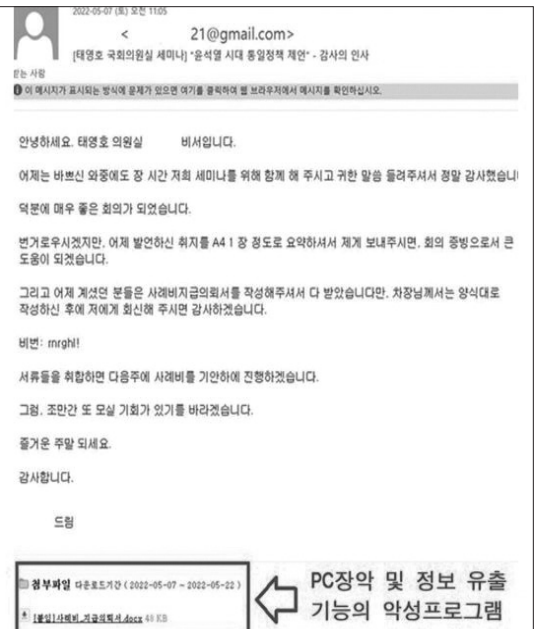 2022-05-07 (토) 오전 11:05
< 21@gmail.com>
[태영호 국회의원실 세미나] "윤석열 시대 통일정책 제언" - 감사의 인사
받는 사람
이 메시지가 표시되는 방식에 문제가 있으면 여기를 클릭하여 웹 브라우저에서 메시지를 확인하십시오.
안녕하세요. 태영호 의원실 비서입니다.
어제는 바쁘신 와중에도 장 시간 저희 세미나를 위해 함께 해 주시고 귀한 말씀 들려주셔서 정말 감사했습니
덕분에 매우 좋은 회의가 되었습니다.
번거로우시겠지만, 어제 발언하신 취지를 A4 1 장 정도로 요약하셔서 제게 보내주시면, 회의 증빙으로서 큰
도움이 되겠습니다.
그리고 어제 계셨던 분들은 사례비지급의뢰서를 작성해주셔서 다 받았습니다만, 차장님께서는 양식대로
작성하신 후에 저에게 회신해 주시면 감사하겠습니다.
비번: rnrghl!
서류들을 취합하면 다음주에 사례비를 기안하에 진행하겠습니다.
그럼, 조만간 또 모실 기회가 있기를 바라겠습니다.
즐거운 주말 되세요.
감사합니다.
드림
첨부파일 다운로드기간 ( 2022-05-07 ~ 2022-05-22 )
[붙임]사례비_지급의뢰서.docx 40 KB
PC장악 및 정보 유출
기능의 악성프로그램